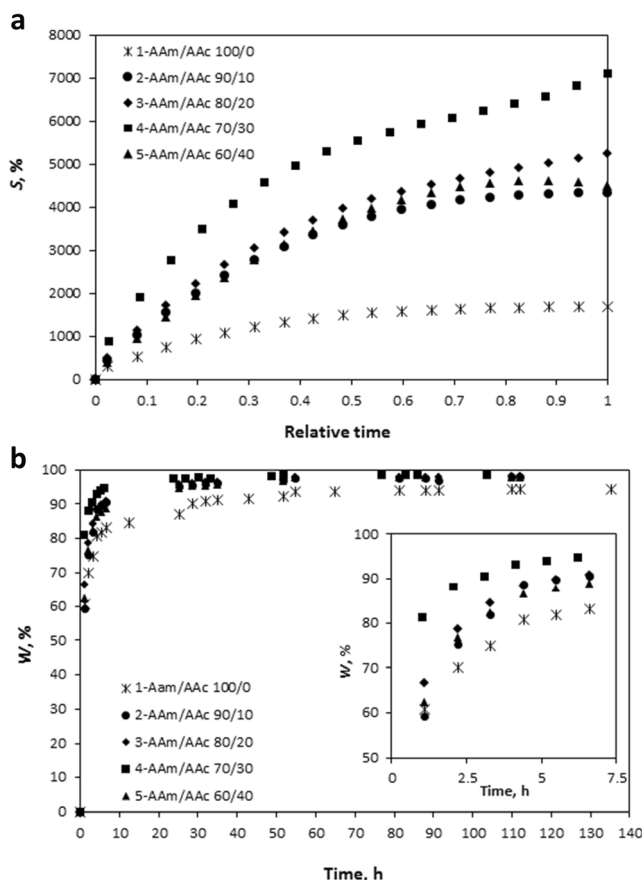 a
8000
7000
6000
5000
4000
3000
2000
1000
0
S, %
1-AAm/AAc 100/0
2-AAm/AAc 90/10
3-AAm/AAc 80/20
4-AAm/AAc 70/30
5-AAm/AAc 60/40
0 0.1 0.2 0.3 0.4 0.5 0.6 0.7 0.8 0.9 1
Relative time
b
100
90
80
70
60
50
40
30
20
10
0
W, %
1-Aam/AAc 100/0
2-AAm/AAc 90/10
3-AAm/AAc 80/20
4-AAm/AAc 70/30
5-AAm/AAc 60/40
100
90
80
70
60
50
W, %
0 2.5 5 7.5
Time, h
0 10 20 30 40 50 60 70 80 90 100 110 120 130 140
Time, h